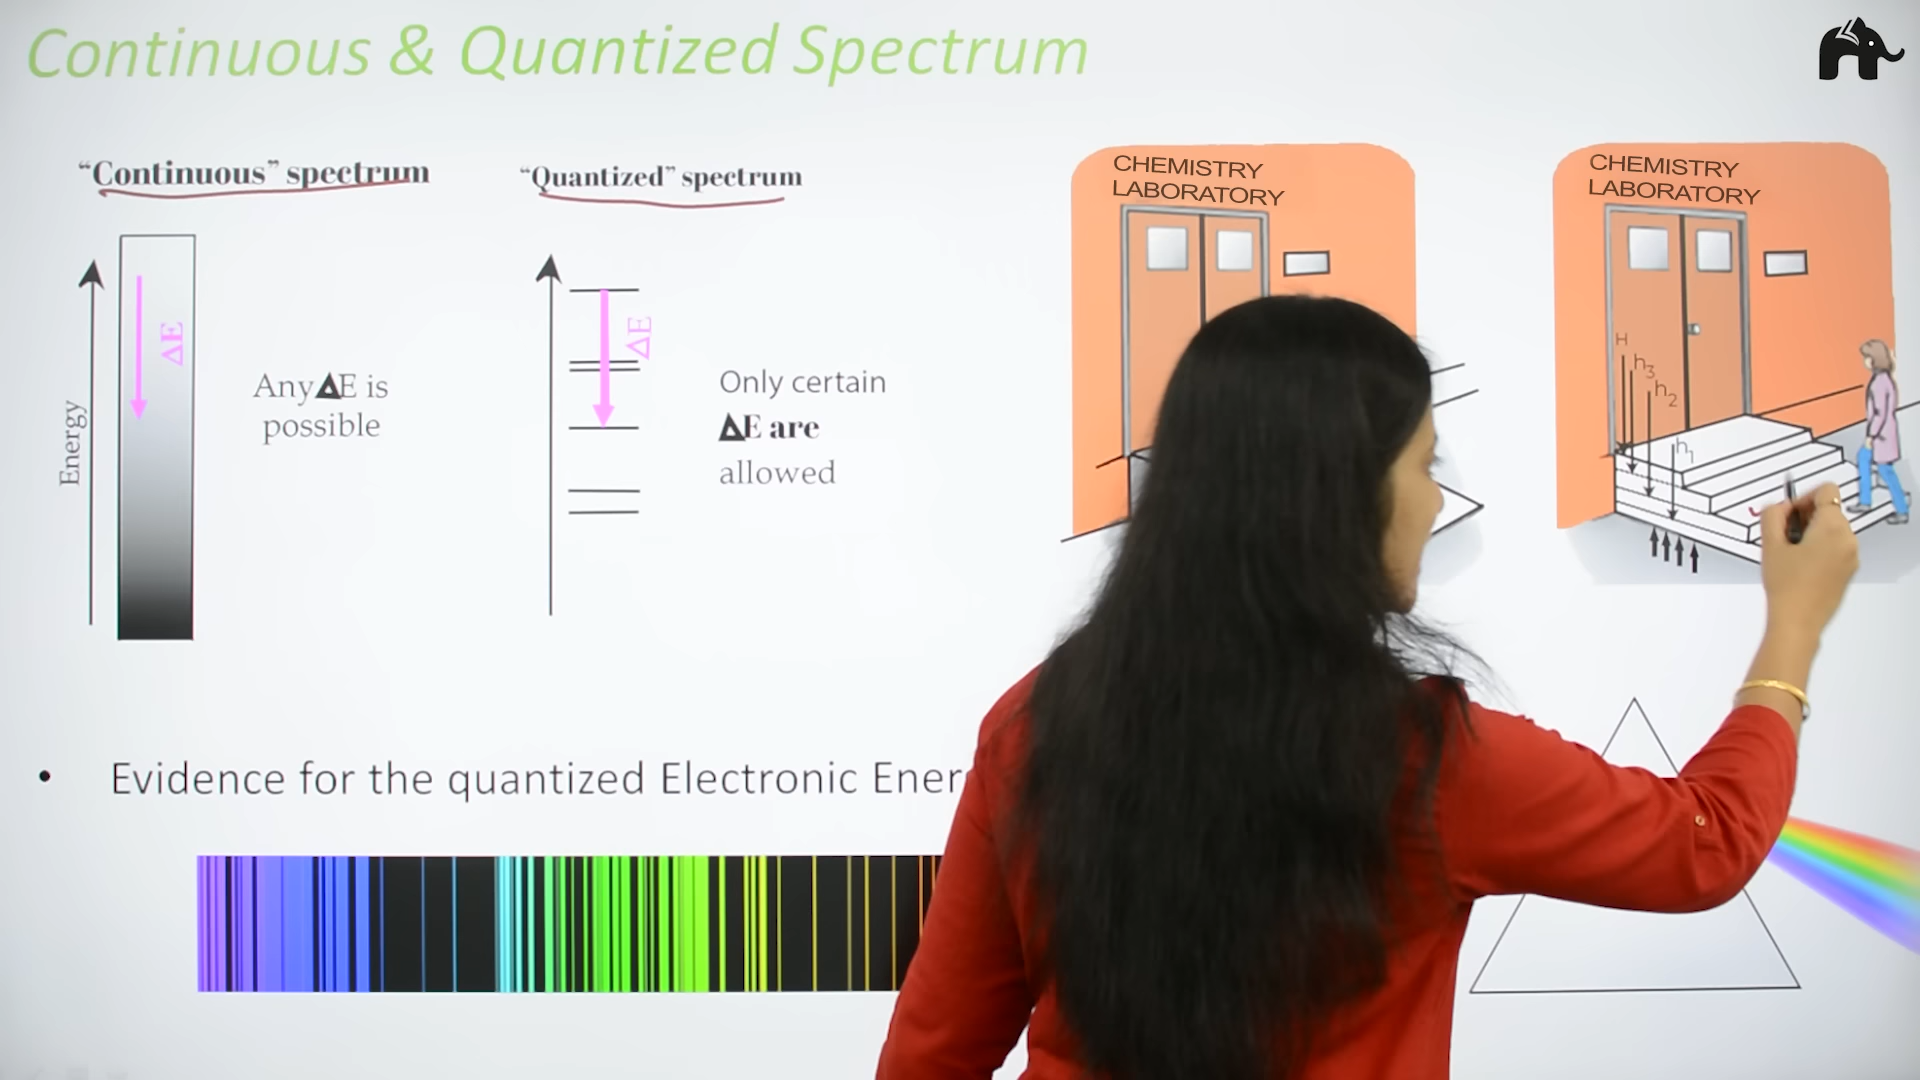 Continuous & Quantized Spectrum
“Continuous” spectrum
“Quantized” spectrum
Energy
ΔE
Any ΔE is
possible
ΔE
Only certain
ΔE are
allowed
CHEMISTRY
LABORATORY
CHEMISTRY
LABORATORY
H
h3
h2
h1
• Evidence for the quantized Electronic